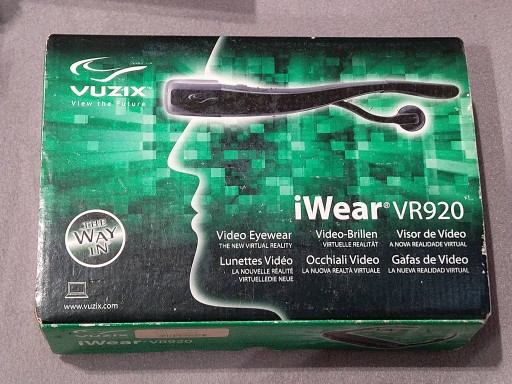 VUZIX™
View the Future
iWear® VR920
Video Eyewear
THE NEW VIRTUAL REALITY
Video-Brillen
VIRTUELLE REALITÄT
Visor de Vídeo
A NOVA REALIDADE VIRTUAL
Lunettes Vidéo
LA NOUVELLE RÉALITÉ
VIRTUELLEDIE NEUE
Occhiali Video
LA NUOVA REALTÀ VIRTUALE
Gafas de Video
LA NUEVA REALIDAD VIRTUAL
THE
WAY
IN
www.vuzix.com
VUZIX
iWear® VR920